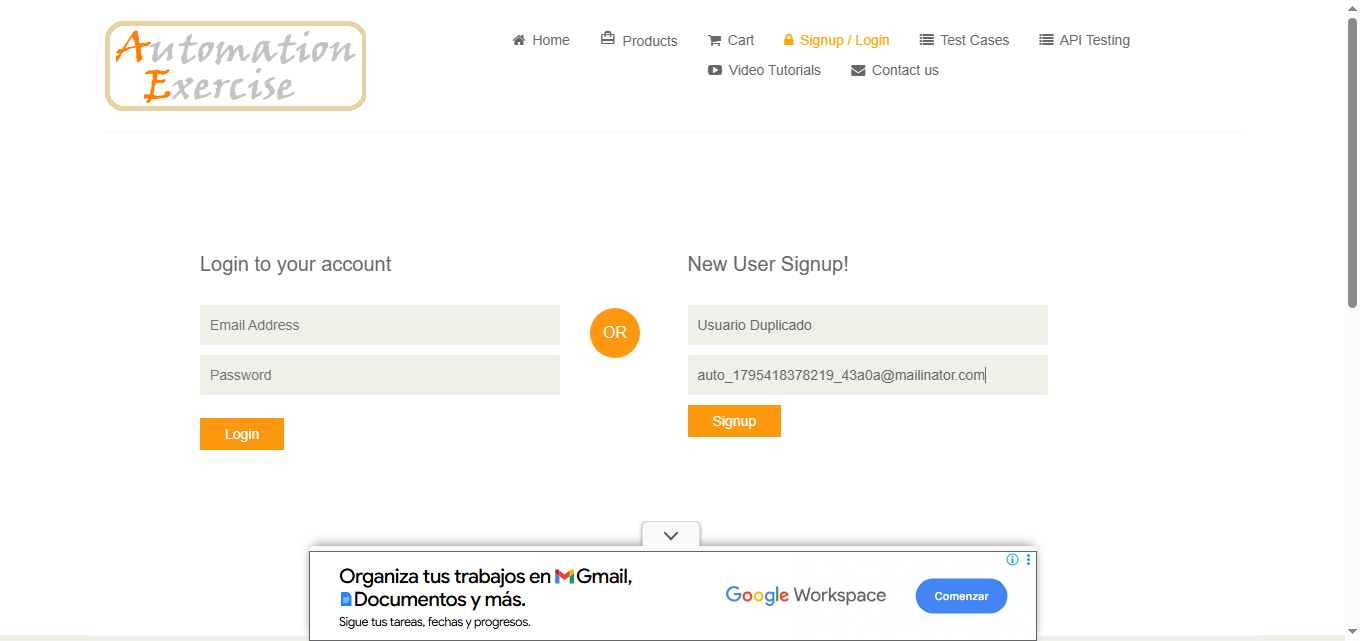 Automation
Exercise
Home
Products
Cart
Signup / Login
Test Cases
API Testing
Video Tutorials
Contact us
Login to your account
Email Address
Password
Login
OR
New User Signup!
Usuario Duplicado
auto_1795418378219_43a0a@mailinator.com
Signup
Organiza tus trabajos en Gmail,
Documentos y más.
Sigue tus tareas, fechas y progresos.
Google Workspace
Comenzar